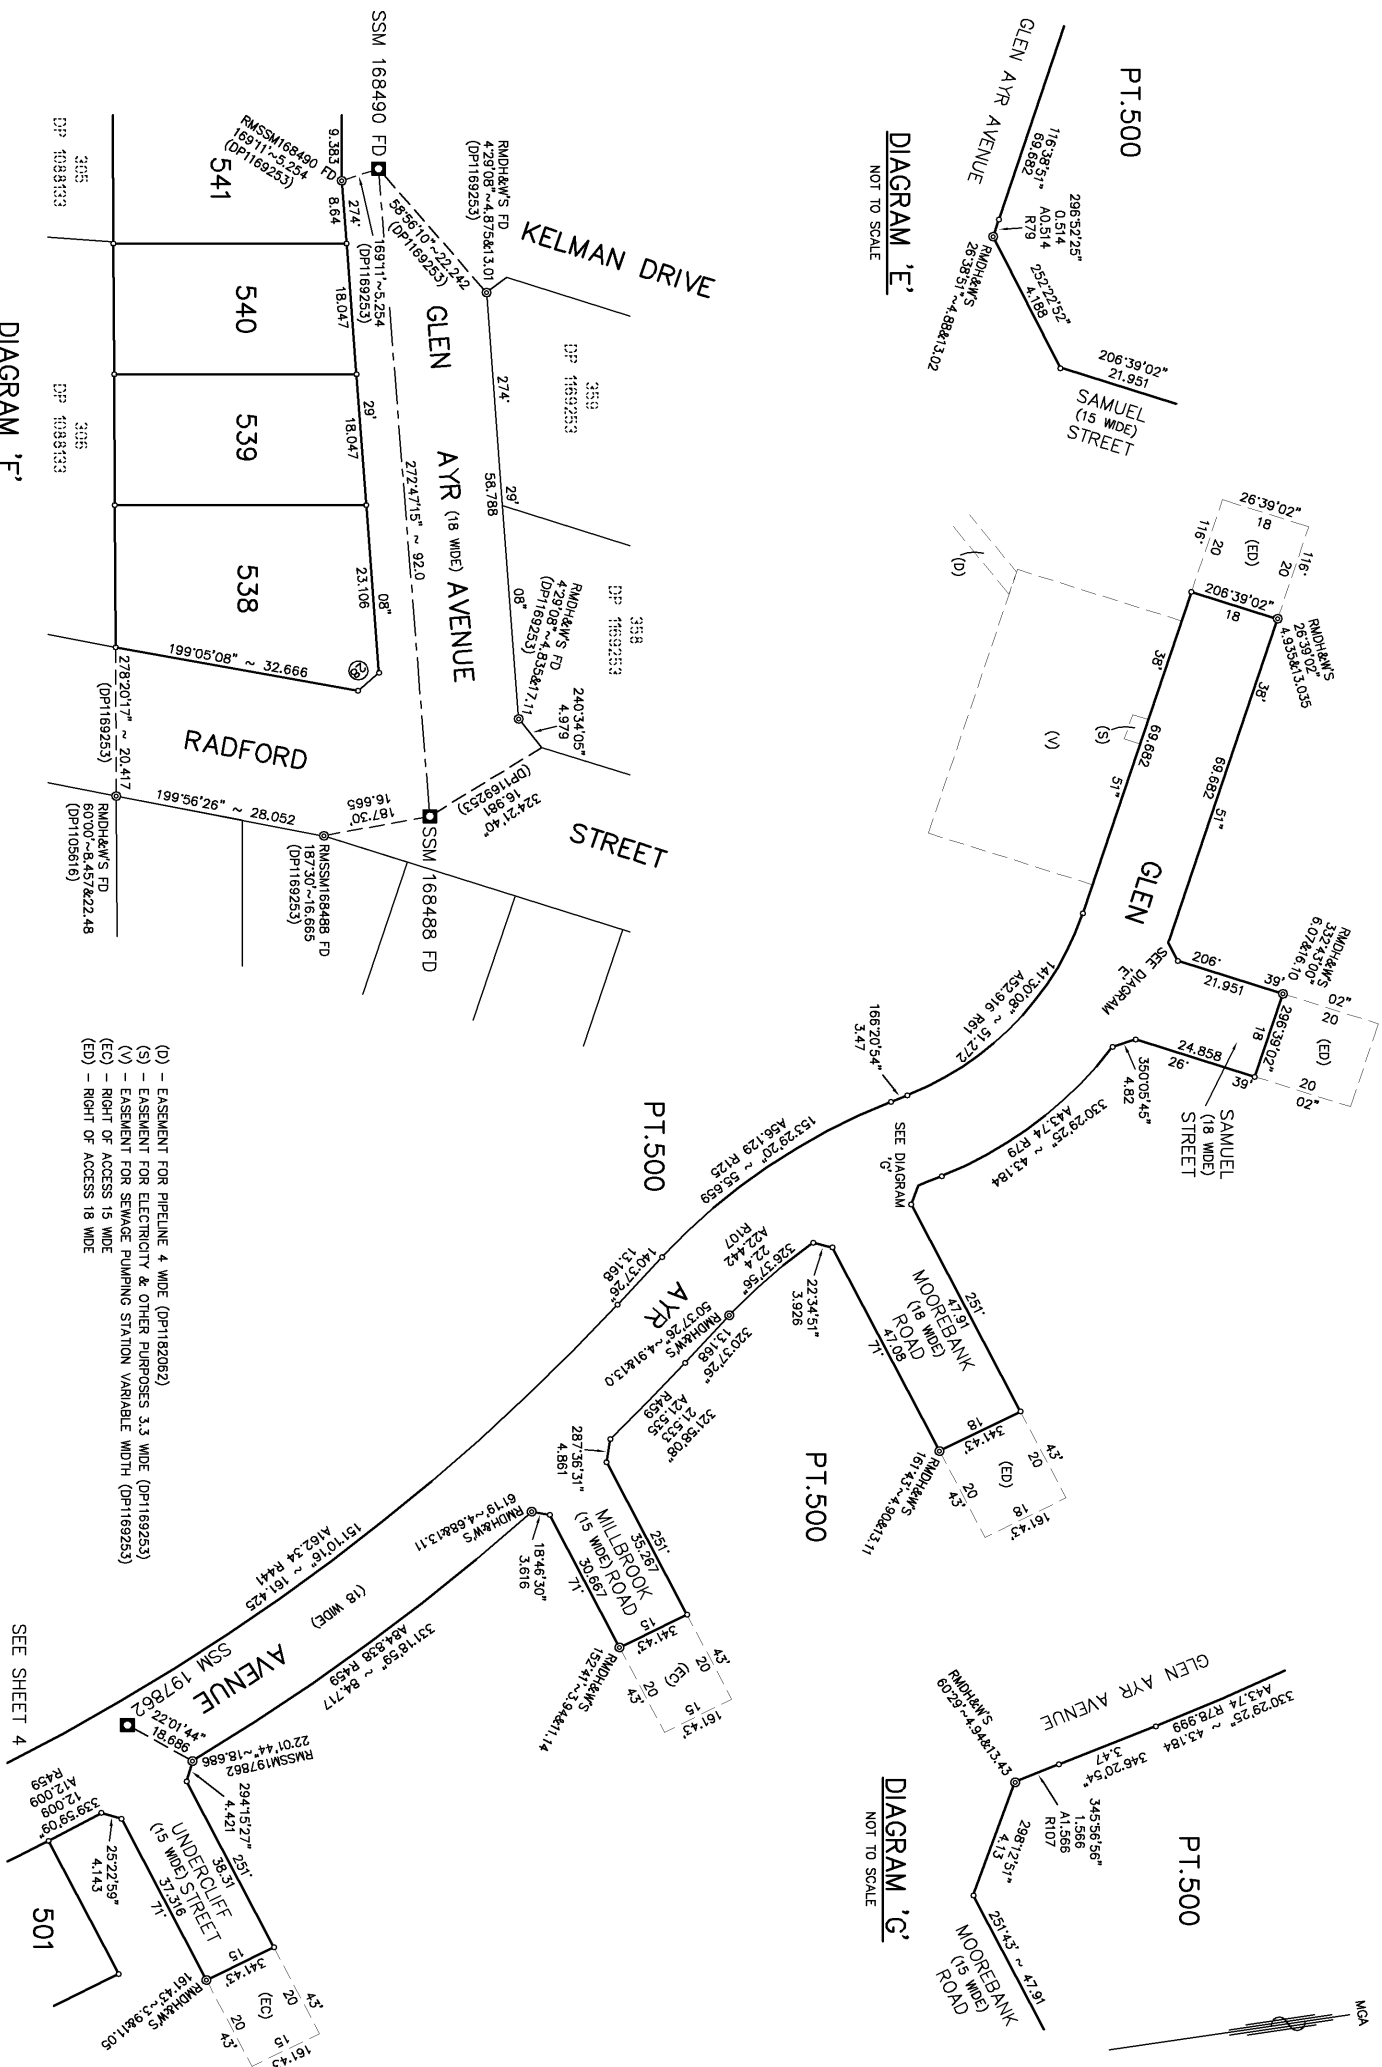 PT.500
GLEN AYR AVENUE
116°38'51"
69.682
296°52'25"
0.514
A0.514
R79
252°22'52"
4.188
RMDH&W'S
26°38'51"~4.88&13.02
206°39'02"
21.951
SAMUEL
(15 WIDE)
STREET
DIAGRAM 'E'
NOT TO SCALE
26°39'02"
18
(ED)
116°
20
116°
20
206°39'02"
18
RMDH&W'S
26°39'02"
4.935&13.035
38'
69.682
51"
38'
69.682
51"
(S)
(V)
(D)
GLEN
SEE DIAGRAM
'E'
206°
21.951
39'
RMDH&W'S
332°43'00"
6.07&16.10
02"
20
(ED)
20
02"
296°39'02"
18
24.858
26°
39'
SAMUEL
(18 WIDE)
STREET
350°05'45"
4.82
141°30'08" ~ 51.272
A52.916 R61
166°20'54"
3.47
330°29'25" ~ 43.184
A43.74 R79
SEE DIAGRAM
'G'
153°29'20" ~ 55.659
A56.129 R125
PT.500
140°37'26"
13.168
AYR
326°37'56"
22.4
A22.442
R107
22°34'51"
3.926
251°
47.91
MOOREBANK
(18 WIDE)
ROAD
47.08
71°
18
341°43'
43'
20
(ED)
20
43'
18
161°43'
RMDH&W'S
161°43'~4.90&13.11
320°37'26"
13.168
RMDH&W'S
50°37'26"~4.91&13.0
PT.500
321°58'08"
21.533
A21.535
R459
287°36'31"
4.861
251°
35.267
MILLBROOK
(15 WIDE) ROAD
30.667
71°
15
341°43'
43'
20
(EC)
20
43'
15
161°43'
RMDH&W'S
152°41'~3.94&11.14
18°46'30"
3.616
RMDH&W'S
61°19'~4.68&13.11
151°10'16" ~ 161.425
A162.34 R441
(18 WIDE)
331°18'59" ~ 84.717
A84.838 R459
AVENUE
SSM 197862
22°01'44"
18.686
RMSSM197862
22°01'44"~18.686
294°15'27"
4.421
251°
38.31
UNDERCLIFF
(15 WIDE) STREET
37.316
71°
15
341°43'
43'
20
(EC)
20
43'
15
161°43'
RMDH&W'S
161°43'~3.9&11.05
25°22'59"
4.143
339°59'09"
12.009
A12.009
R459
501
SEE SHEET 4
GLEN AYR AVENUE
330°29'25" ~ 43.184
A43.74 R78.999
346°20'54"
3.47
345°56'56"
1.566
A1.566
R107
RMDH&W'S
60°29'~4.94&13.43
298°12'51"
4.13
251°43' ~ 47.91
MOOREBANK
(15 WIDE)
ROAD
PT.500
DIAGRAM 'G'
NOT TO SCALE
MGA
SSM 168490 FD
RMSSM168490 FD
169°11'~5.254
(DP1169253)
9.383
8.64
274°
169°11'~5.254
(DP1169253)
58°56'10"~22.242
(DP1169253)
RMDH&W'S FD
4°29'08"~4.875&13.01
(DP1169253)
KELMAN DRIVE
359
DP 1169253
358
DP 1169253
274°
58.788
29'
08"
GLEN AYR (18 WIDE) AVENUE
272°47'15" ~ 92.0
RMDH&W'S FD
4°29'08"~4.835&17.11
(DP1169253)
240°34'05"
4.979
324°21'40"
16.981
(DP1169253)
STREET
SSM 168488 FD
187°30'
16.665
RMSSM168488 FD
187°30'~16.665
(DP1169253)
RADFORD
199°56'26" ~ 28.052
RMDH&W'S FD
60°00'~8.457&22.48
(DP1105616)
278°20'17" ~ 20.417
(DP1169253)
199°05'08" ~ 32.666
541
540
539
538
18.047
29'
18.047
23.106
08"
305
DP 1088133
306
DP 1088133
DIAGRAM 'F'
(D) - EASEMENT FOR PIPELINE 4 WIDE (DP1182062)
(S) - EASEMENT FOR ELECTRICITY & OTHER PURPOSES 3.3 WIDE (DP1169253)
(V) - EASEMENT FOR SEWAGE PUMPING STATION VARIABLE WIDTH (DP1169253)
(EC) - RIGHT OF ACCESS 15 WIDE
(ED) - RIGHT OF ACCESS 18 WIDE